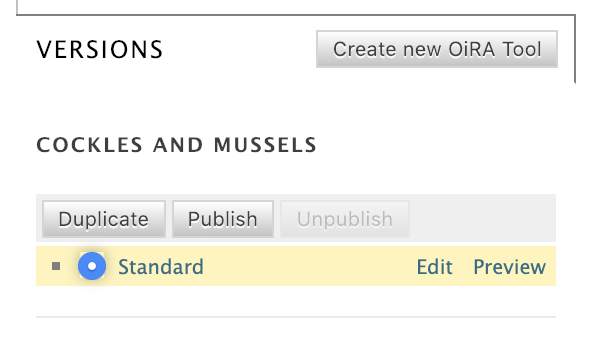 VERSIONS
Create new OiRA Tool
COCKLES AND MUSSELS
Duplicate Publish Unpublish
Standard Edit Preview